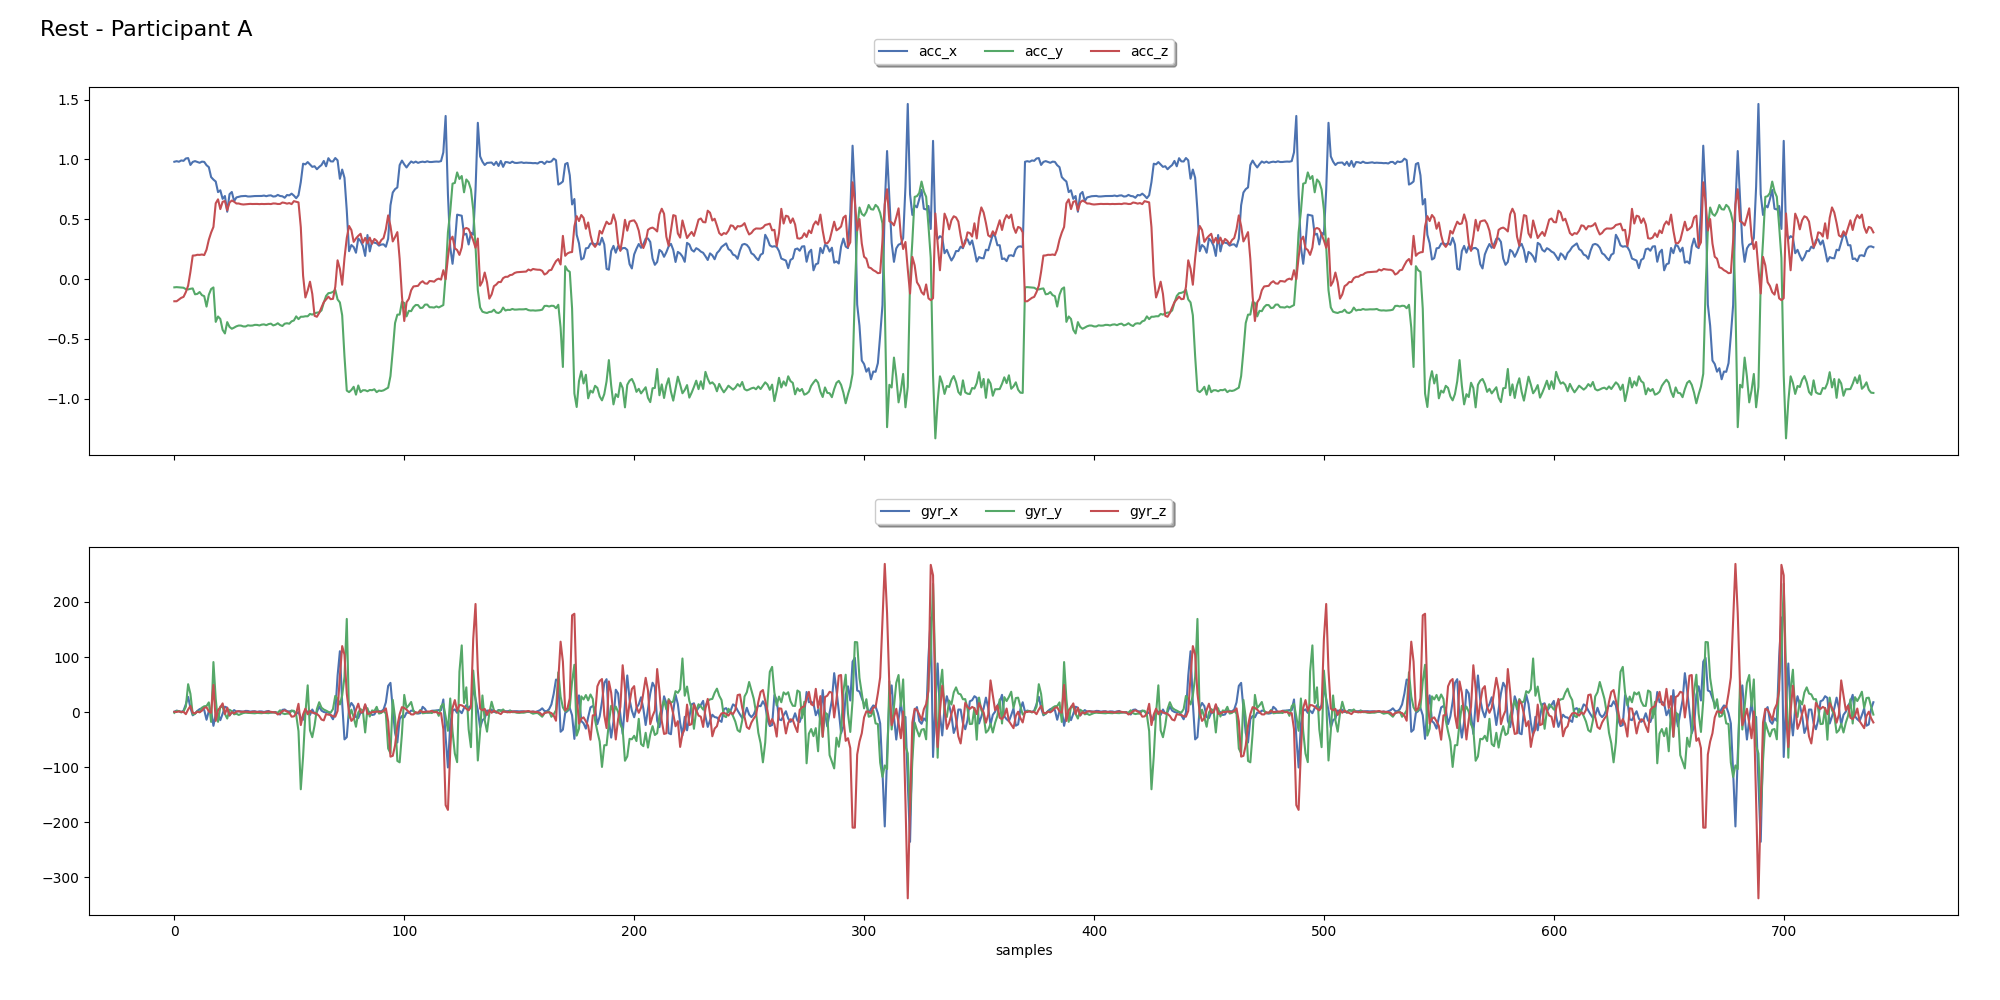 Rest - Participant A
acc_x acc_y acc_z
1.5
1.0
0.5
0.0
−0.5
−1.0
gyr_x gyr_y gyr_z
200
100
0
−100
−200
−300
0 100 200 300 400 500 600 700
samples